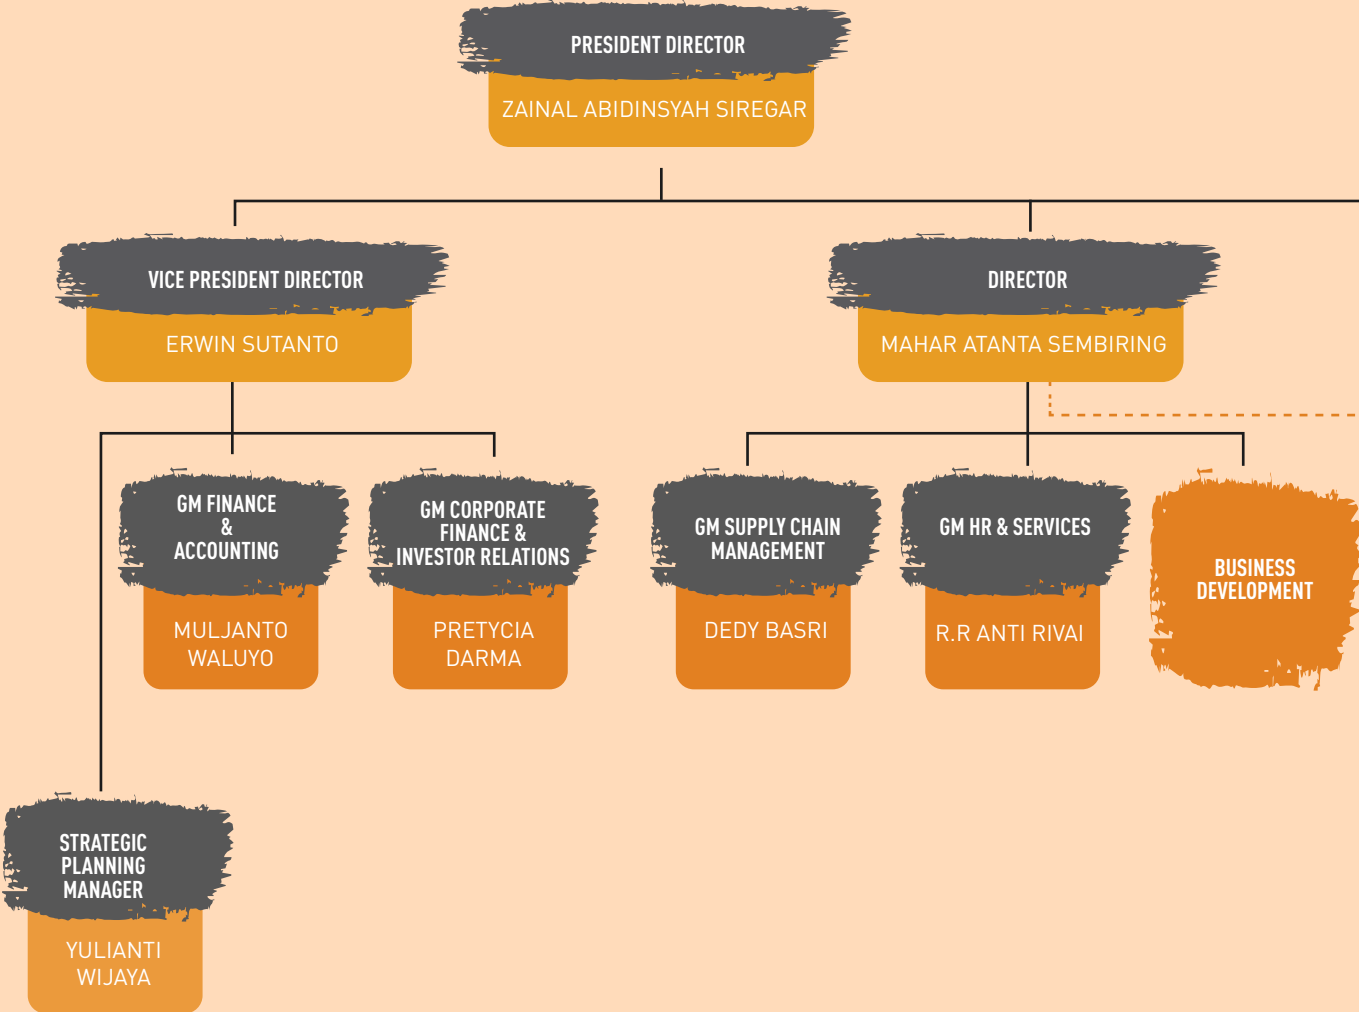 PRESIDENT DIRECTOR
ZAINAL ABIDINSYAH SIREGAR
VICE PRESIDENT DIRECTOR
ERWIN SUTANTO
DIRECTOR
MAHAR ATANTA SEMBIRING
GM FINANCE
&
ACCOUNTING
MULJANTO
WALUYO
GM CORPORATE
FINANCE &
INVESTOR RELATIONS
PRETYCIA
DARMA
GM SUPPLY CHAIN
MANAGEMENT
DEDY BASRI
GM HR & SERVICES
R.R ANTI RIVAI
BUSINESS
DEVELOPMENT
STRATEGIC
PLANNING
MANAGER
YULIANTI
WIJAYA